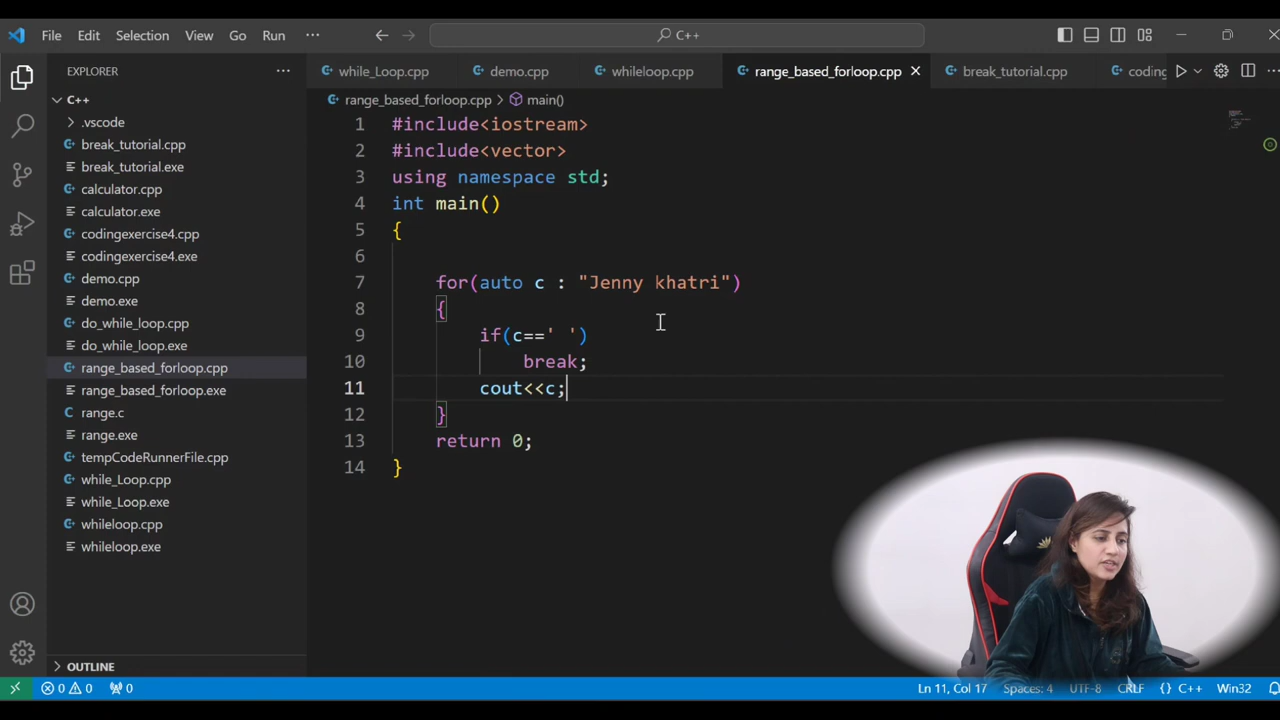 File Edit Selection View Go Run ··· C++
EXPLORER ···
while_Loop.cpp demo.cpp whileloop.cpp range_based_forloop.cpp break_tutorial.cpp coding
C++
range_based_forloop.cpp > main()
.vscode
break_tutorial.cpp
break_tutorial.exe
calculator.cpp
calculator.exe
codingexercise4.cpp
codingexercise4.exe
demo.cpp
demo.exe
do_while_loop.cpp
do_while_loop.exe
range_based_forloop.cpp
range_based_forloop.exe
range.c
range.exe
tempCodeRunnerFile.cpp
while_Loop.cpp
while_Loop.exe
whileloop.cpp
whileloop.exe
OUTLINE
1 #include<iostream>
2 #include<vector>
3 using namespace std;
4 int main()
5 {
6
7 for(auto c : "Jenny khatri")
8 {
9 if(c==' ')
10 break;
11 cout<<c;
12 }
13 return 0;
14 }
0 0 0 Ln 11, Col 17 Spaces: 4 UTF-8 CRLF {} C++ Win32